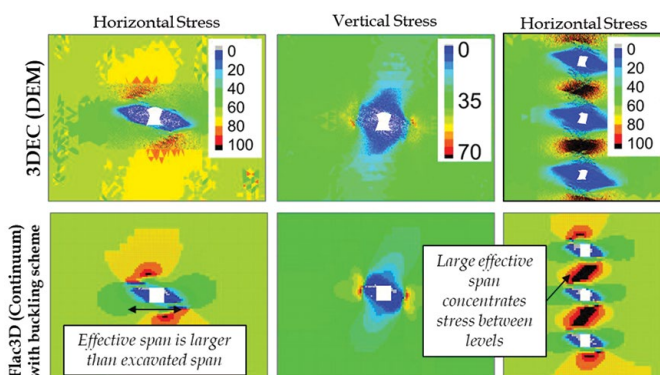 Horizontal Stress
Vertical Stress
Horizontal Stress
3DEC (DEM)
0
20
40
60
80
100
0
35
70
0
20
40
60
80
100
Flac3D (Continuum)
with buckling scheme
Effective span is larger
than excavated span
Large effective
span
concentrates
stress between
levels